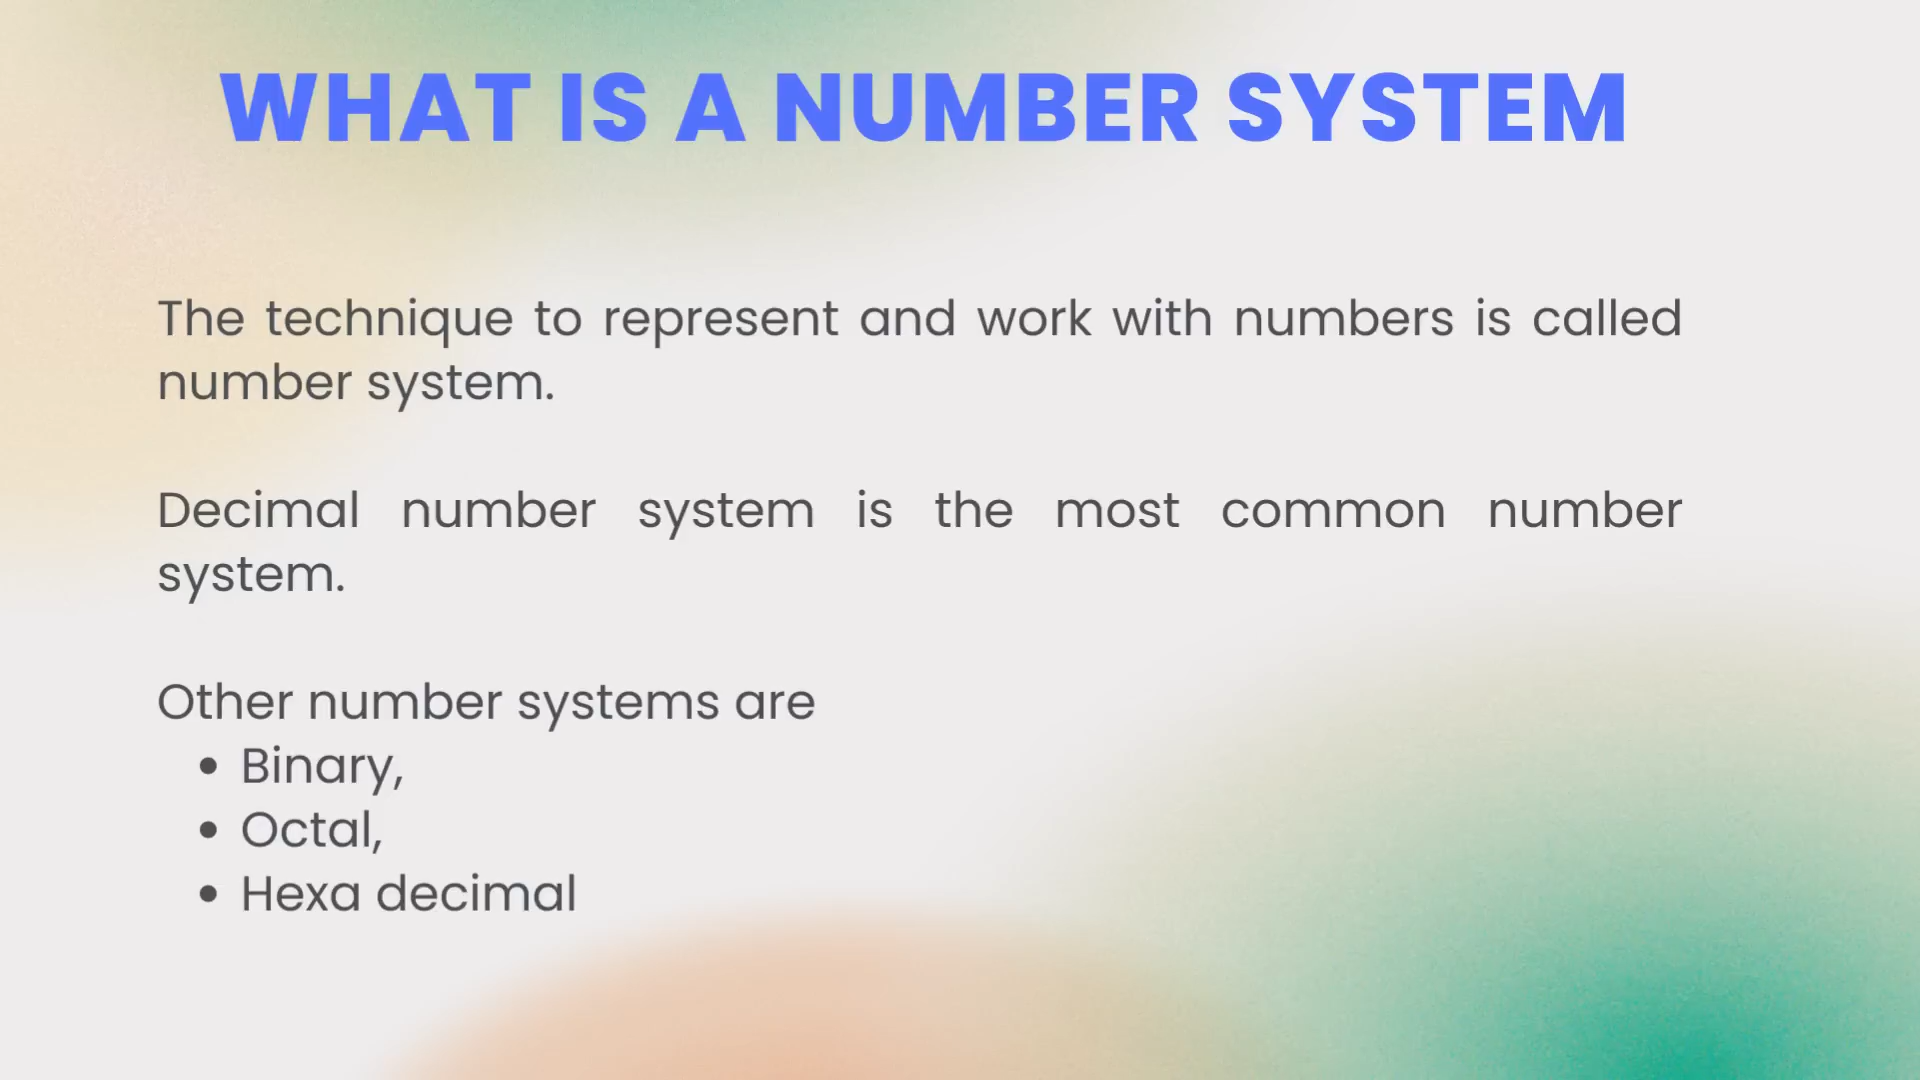 WHAT IS A NUMBER SYSTEM
The technique to represent and work with numbers is called
number system.
Decimal number system is the most common number
system.
Other number systems are
• Binary,
• Octal,
• Hexa decimal